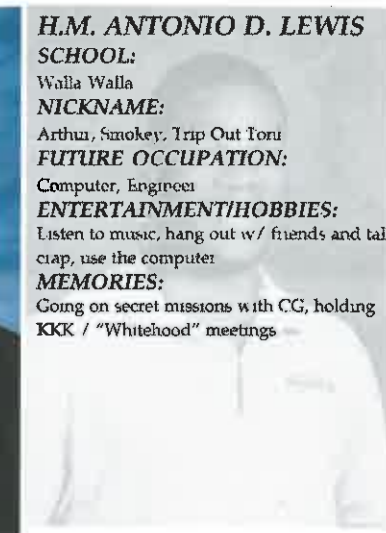 H.M. ANTONIO D. LEWIS
SCHOOL:
Walla Walla
NICKNAME:
Arthur, Smokey, Trip Out Toru
FUTURE OCCUPATION:
Computer, Engineer
ENTERTAINMENT/HOBBIES:
Listen to music, hang out w/ friends and tal
crap, use the computer
MEMORIES:
Going on secret missions with CG, holding
KKK / "Whitehood" meetings